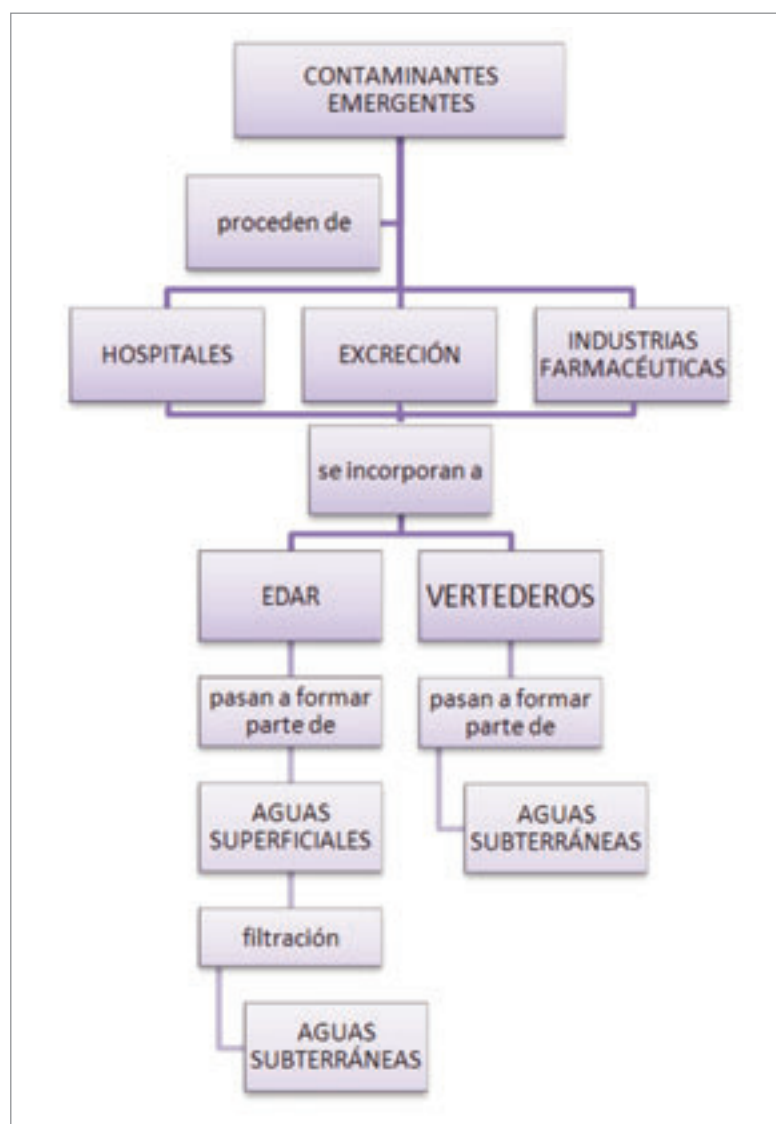 CONTAMINANTES
EMERGENTES
proceden de
HOSPITALES
EXCRECIÓN
INDUSTRIAS
FARMACÉUTICAS
se incorporan a
EDAR
VERTEDEROS
pasan a formar
parte de
pasan a formar
parte de
AGUAS
SUPERFICIALES
AGUAS
SUBTERRÁNEAS
filtración
AGUAS
SUBTERRÁNEAS